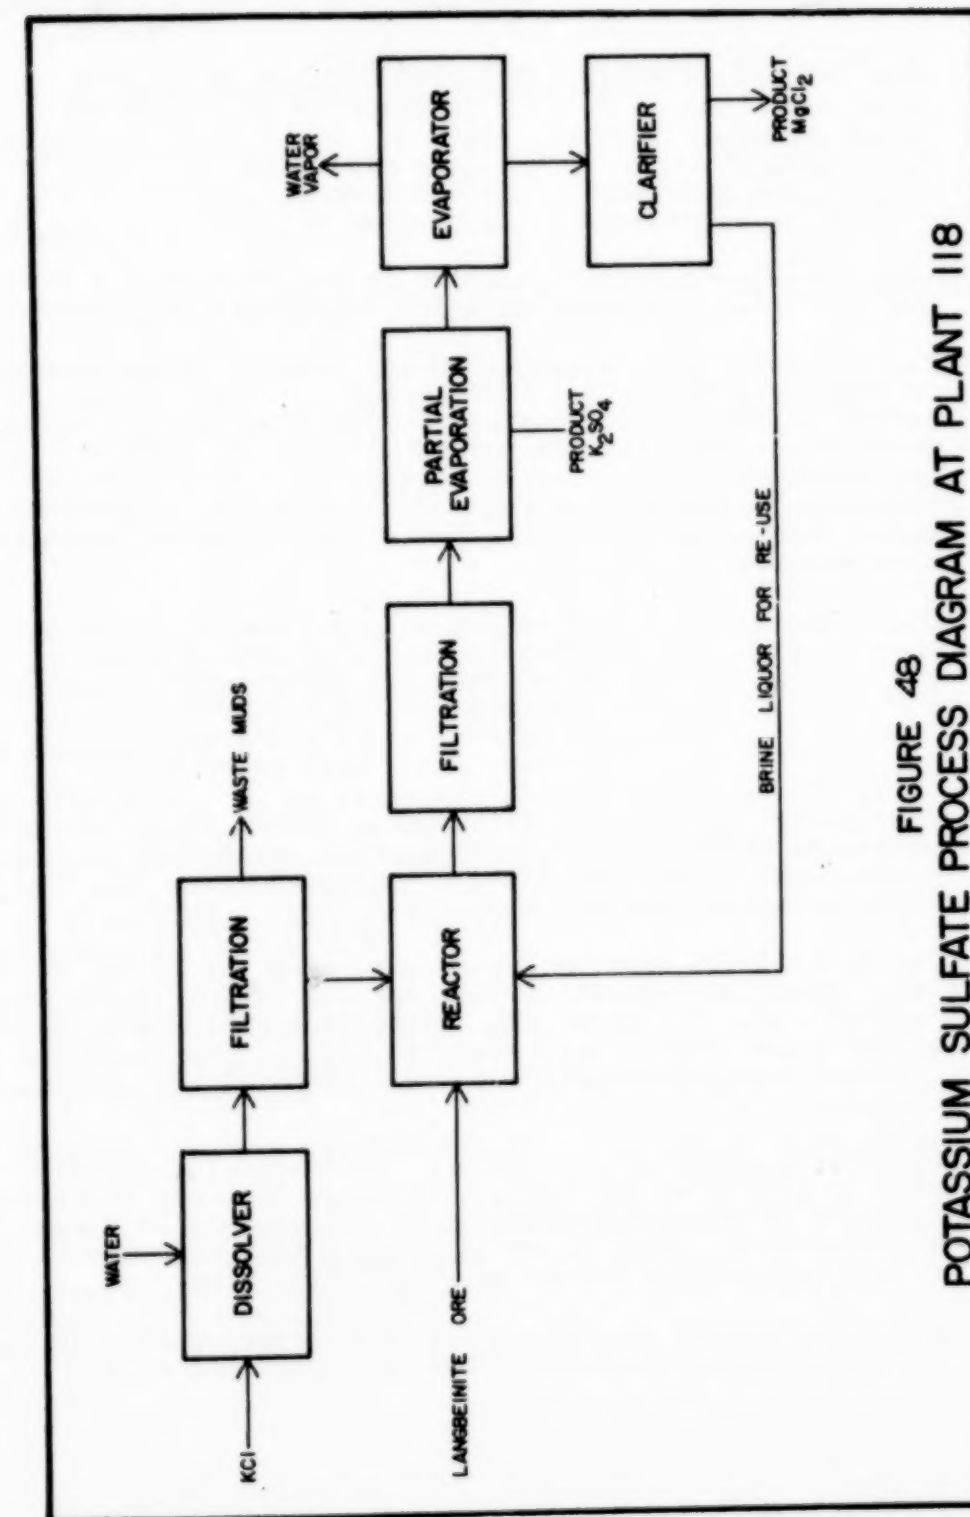 WATER
KCl
DISSOLVER
FILTRATION
WASTE MUDS
LANGBEINITE ORE
REACTOR
FILTRATION
PARTIAL
EVAPORATION
PRODUCT
K₂SO₄
WATER
VAPOR
EVAPORATOR
CLARIFIER
PRODUCT
MgCl₂
BRINE LIQUOR FOR RE-USE
FIGURE 48
POTASSIUM SULFATE PROCESS DIAGRAM AT PLANT 118